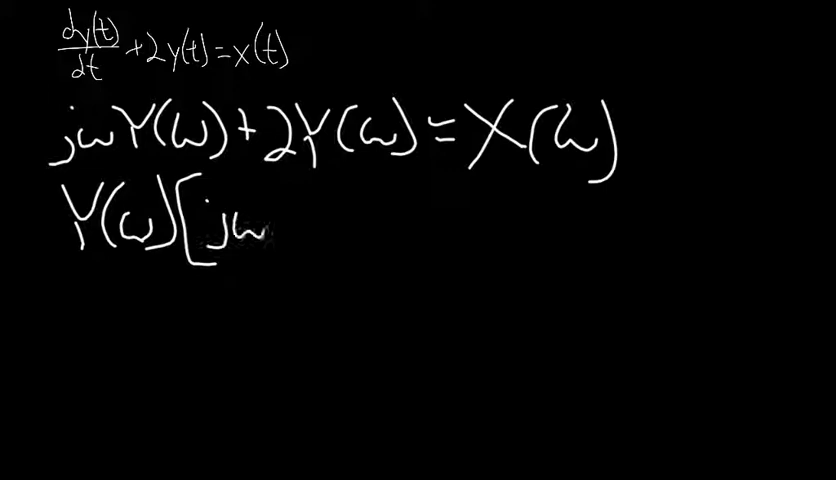 dy(t)/dt + 2y(t) = x(t)
jωY(ω) + 2Y(ω) = X(ω)
Y(ω)[jω